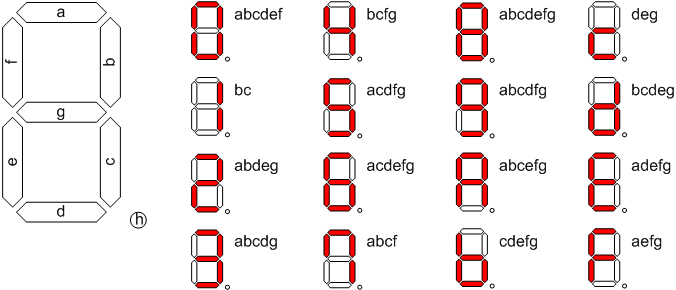 a
f
b
g
e
c
d
h
abcdef
bcfg
abcdefg
deg
bc
acdfg
abcdfg
bcdeg
abdeg
acdefg
abcefg
adefg
abcdg
abcf
cdefg
aefg